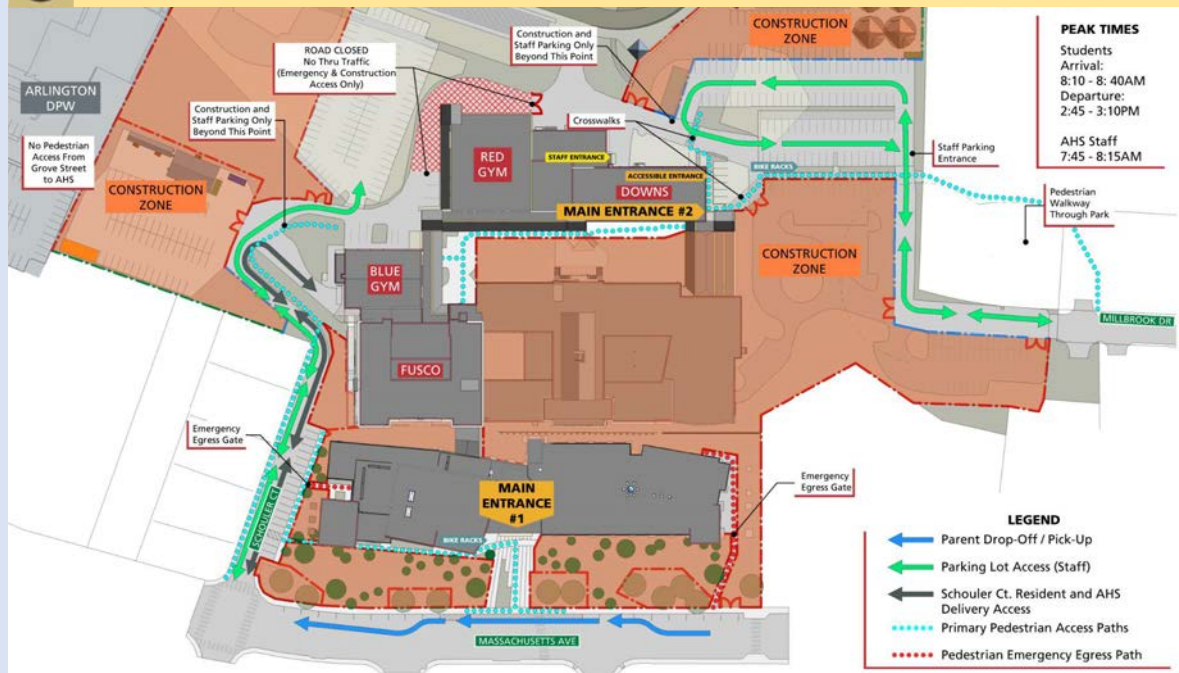 CONSTRUCTION
ZONE
Construction and
Staff Parking Only
Beyond This Point
ROAD CLOSED
No Thru Traffic
(Emergency & Construction
Access Only)
PEAK TIMES
Students
Arrival:
8:10 - 8: 40AM
Departure:
2:45 - 3:10PM
AHS Staff
7:45 - 8:15AM
ARLINGTON
DPW
Construction and
Staff Parking Only
Beyond This Point
Crosswalks
No Pedestrian
Access From
Grove Street
to AHS
CONSTRUCTION
ZONE
RED
GYM
STAFF ENTRANCE
ACCESSIBLE ENTRANCE
DOWNS
MAIN ENTRANCE #2
BIKE RACKS
Staff Parking
Entrance
Pedestrian
Walkway
Through Park
CONSTRUCTION
ZONE
BLUE
GYM
MILLBROOK DR
FUSCO
Emergency
Egress Gate
MAIN
ENTRANCE
#1
Emergency
Egress Gate
SCHOULER CT
BIKE RACKS
MASSACHUSETTS AVE
LEGEND
Parent Drop-Off / Pick-Up
Parking Lot Access (Staff)
Schouler Ct. Resident and AHS
Delivery Access
Primary Pedestrian Access Paths
Pedestrian Emergency Egress Path